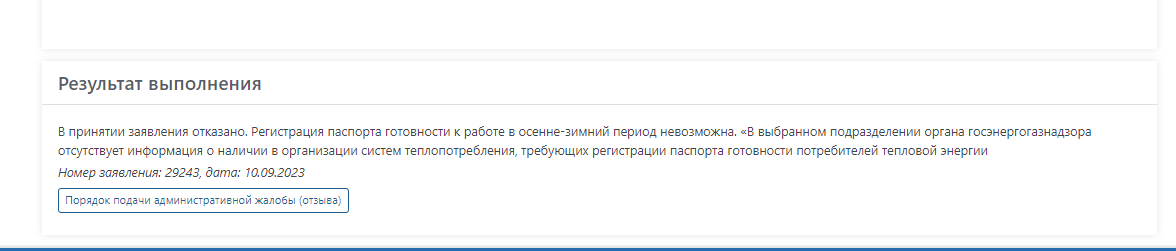 Результат выполнения
В принятии заявления отказано. Регистрация паспорта готовности к работе в осенне-зимний период невозможна. «В выбранном подразделении органа госэнергогазнадзора
отсутствует информация о наличии в организации систем теплопотребления, требующих регистрации паспорта готовности потребителей тепловой энергии
Номер заявления: 29243, дата: 10.09.2023
Порядок подачи административной жалобы (отзыва)